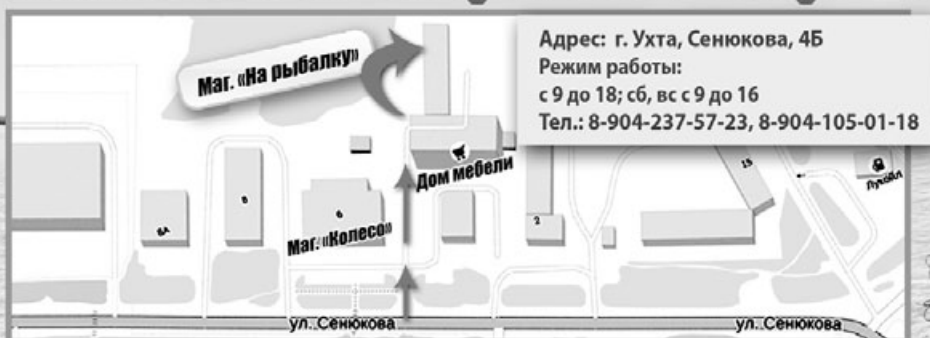 Адрес: г. Ухта, Сенюкова, 4Б
Режим работы:
с 9 до 18; сб, вс с 9 до 16
Тел.: 8-904-237-57-23, 8-904-105-01-18
Маг. «На рыбалку»
Дом мебели
Маг. «Колесо»
8А
8
6
2
13
Лукойл
ул. Сенюкова
ул. Сенюкова